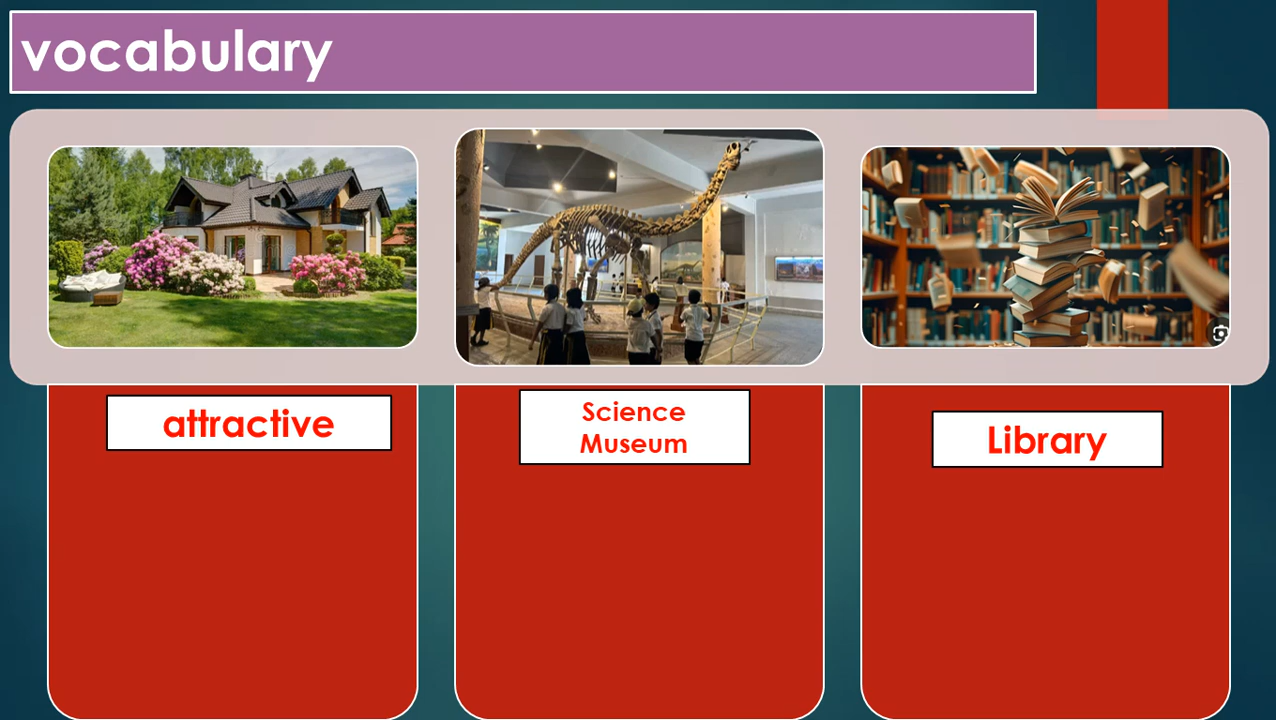 vocabulary
attractive
Science
Museum
Library